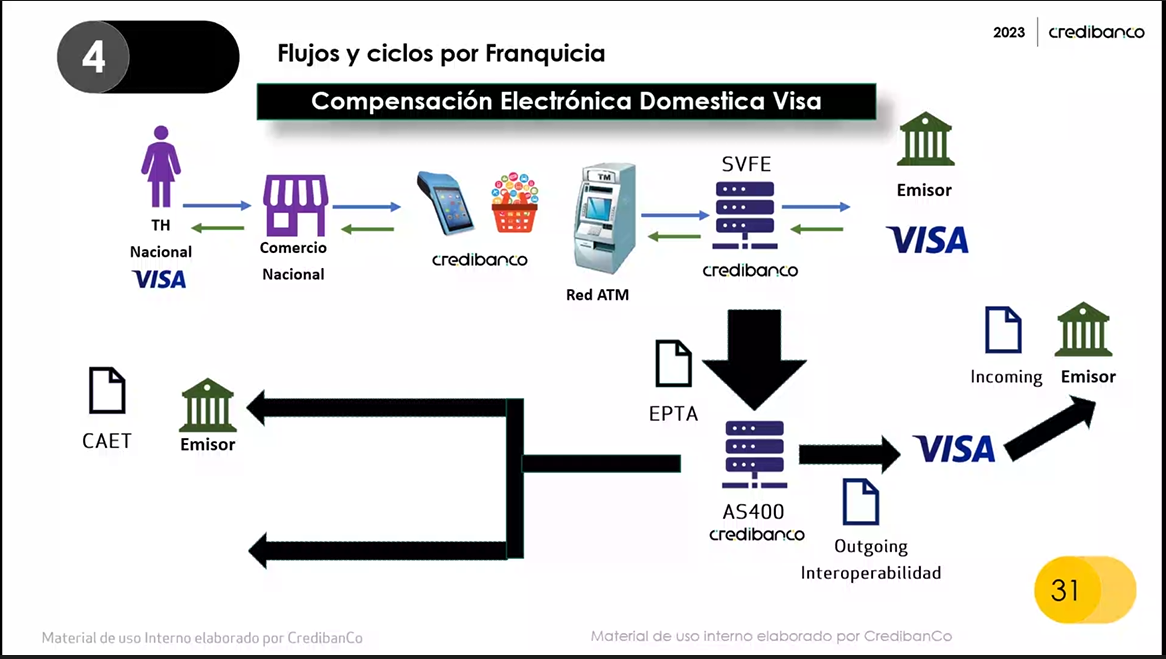 4
Flujos y ciclos por Franquicia
2023
credibanco
Compensación Electrónica Domestica Visa
TH
Nacional
VISA
Comercio
Nacional
credibanco
TM
Red ATM
SVFE
credibanco
Emisor
VISA
CAET
Emisor
EPTA
AS400
credibanco
Outgoing
Interoperabilidad
VISA
Incoming
Emisor
31
Material de uso Interno elaborado por CredibanCo
Material de uso interno elaborado por CredibanCo